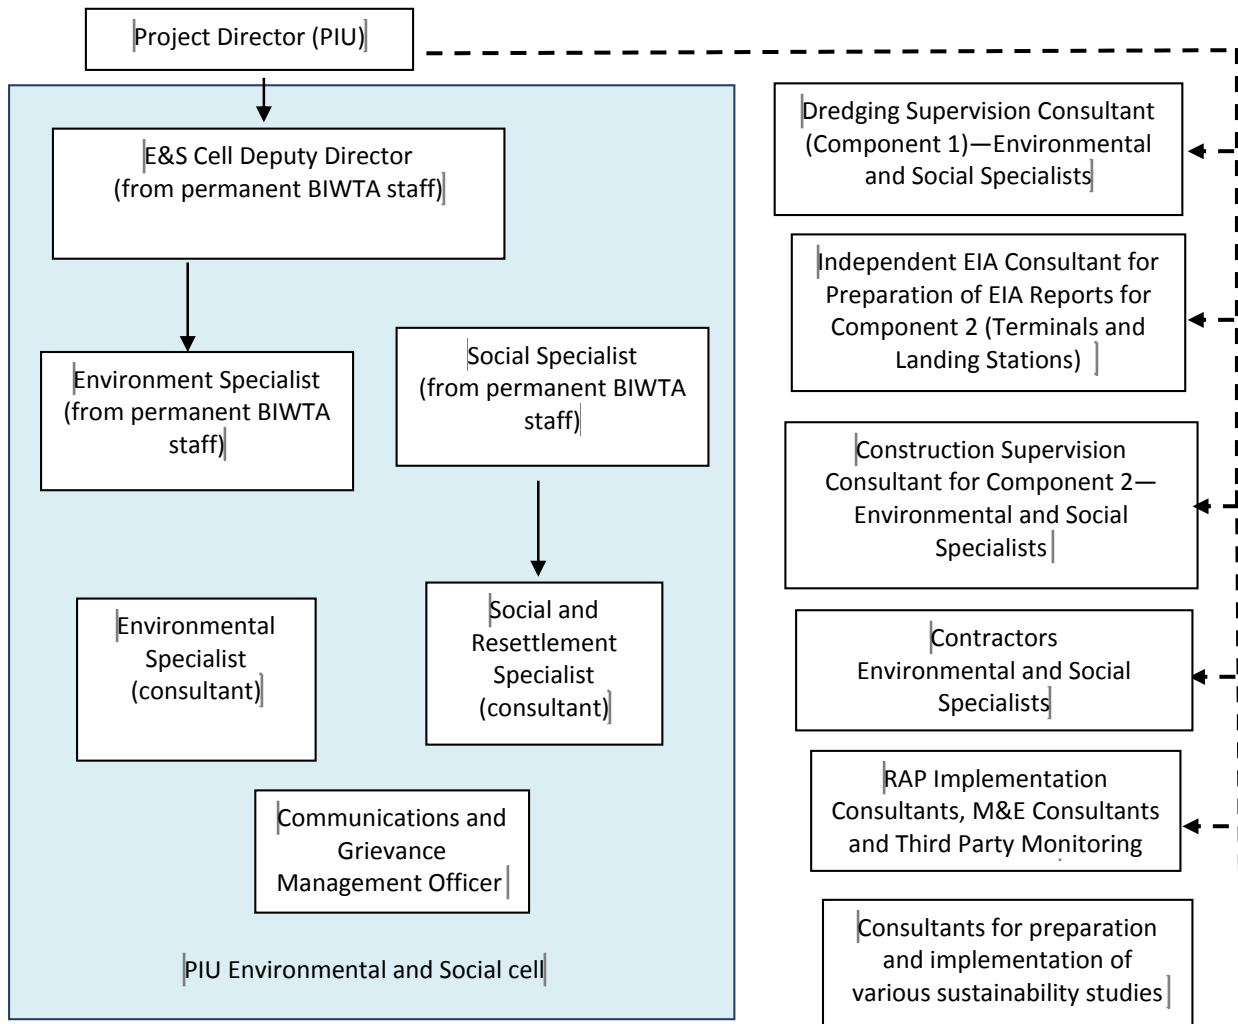 Project Director (PIU)
E&S Cell Deputy Director
(from permanent BIWTA staff)
Environment Specialist
(from permanent BIWTA
staff)
Social Specialist
(from permanent BIWTA
staff)
Environmental
Specialist
(consultant)
Social and
Resettlement
Specialist
(consultant)
Communications and
Grievance
Management Officer
PIU Environmental and Social cell
Dredging Supervision Consultant
(Component 1)—Environmental
and Social Specialists
Independent EIA Consultant for
Preparation of EIA Reports for
Component 2 (Terminals and
Landing Stations)
Construction Supervision
Consultant for Component 2—
Environmental and Social
Specialists
Contractors
Environmental and Social
Specialists
RAP Implementation
Consultants, M&E Consultants
and Third Party Monitoring
Consultants for preparation
and implementation of
various sustainability studies